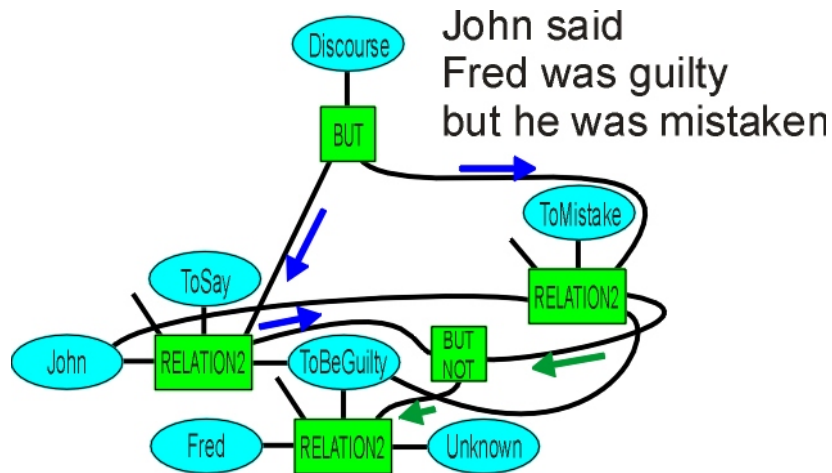 Discourse
John said
Fred was guilty
but he was mistaken
BUT
ToMistake
ToSay
RELATION2
John
RELATION2
ToBeGuilty
BUT
NOT
Fred
RELATION2
Unknown